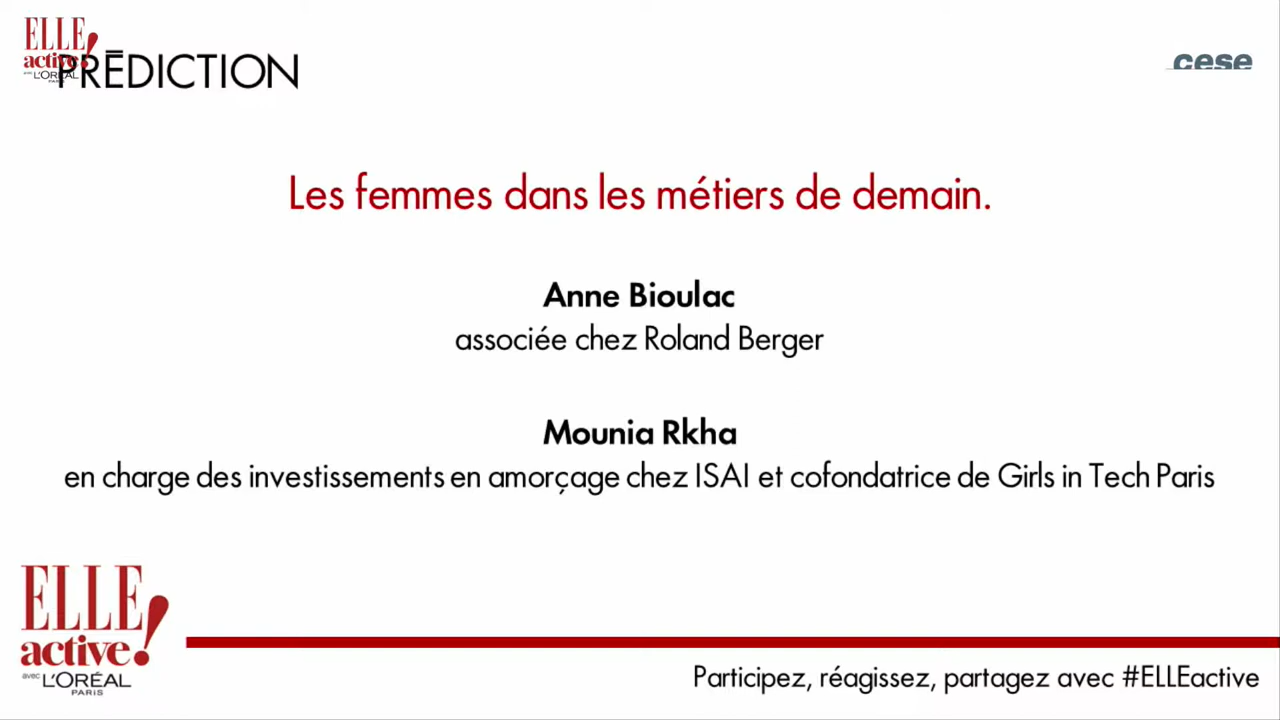 ELLE
active!
avec L'ORÉAL
PARIS
PRĒDICTION
cese
Les femmes dans les métiers de demain.
Anne Bioulac
associée chez Roland Berger
Mounia Rkha
en charge des investissements en amorçage chez ISAI et cofondatrice de Girls in Tech Paris
ELLE
active!
avec L'ORÉAL
PARIS
Participez, réagissez, partagez avec #ELLEactive